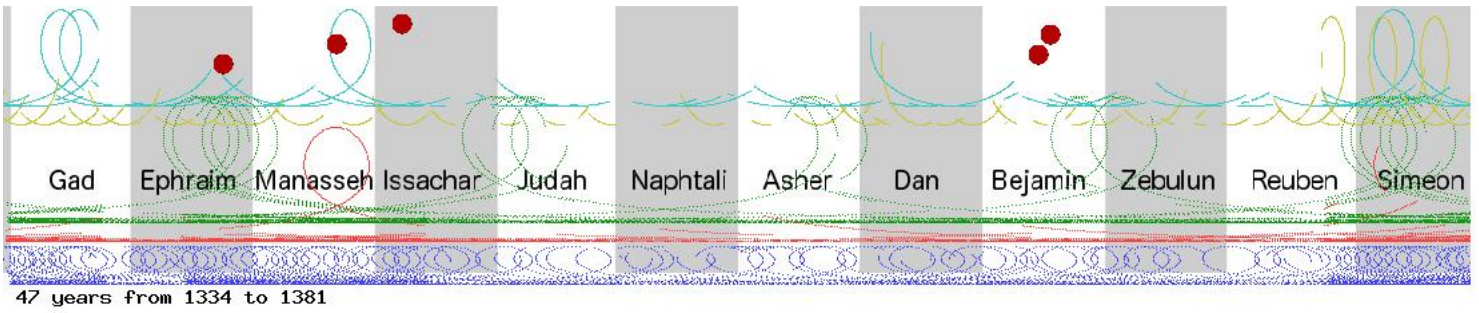 Gad Ephraim Manasseh Issachar Judah Naphtali Asher Dan Bejamin Zebulun Reuben Simeon
47 years from 1334 to 1381